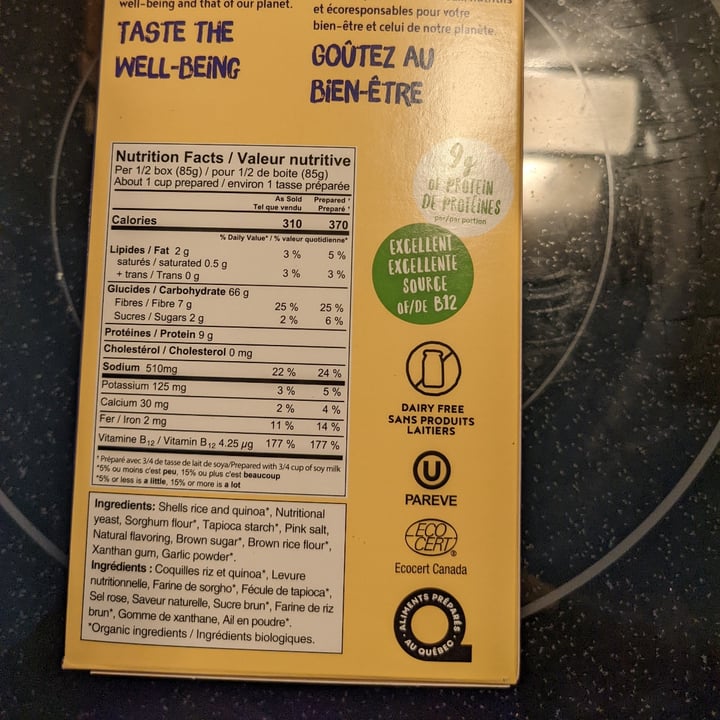 well-being and that of our planet.
TASTE THE
WELL-BEING
et écoresponsables pour votre
bien-être et celui de notre planète.
GOÛTEZ AU
BIEN-ÊTRE
Nutrition Facts / Valeur nutritive
Per 1/2 box (85g) / pour 1/2 de boite (85g)
About 1 cup prepared / environ 1 tasse préparée
As Sold Prepared †
Tel que vendu Préparé †
Calories 310 370
% Daily Value* / % valeur quotidienne*
Lipides / Fat 2 g 3 % 5 %
saturés / saturated 0.5 g
+ trans / Trans 0 g 3 % 3 %
Glucides / Carbohydrate 66 g
Fibres / Fibre 7 g 25 % 25 %
Sucres / Sugars 2 g 2 % 6 %
Protéines / Protein 9 g
Cholestérol / Cholesterol 0 mg
Sodium 510mg 22 % 24 %
Potassium 125 mg 3 % 5 %
Calcium 30 mg 2 % 4 %
Fer / Iron 2 mg 11 % 14 %
Vitamine B12 / Vitamin B12 4.25 µg 177 % 177 %
† Préparé avec 3/4 de tasse de lait de soya/Prepared with 3/4 cup of soy milk
*5% ou moins c'est peu, 15% ou plus c'est beaucoup
*5% or less is a little, 15% or more is a lot
Ingredients: Shells rice and quinoa*, Nutritional
yeast, Sorghum flour*, Tapioca starch*, Pink salt,
Natural flavoring, Brown sugar*, Brown rice flour*,
Xanthan gum, Garlic powder*.
Ingrédients : Coquilles riz et quinoa*, Levure
nutritionnelle, Farine de sorgho*, Fécule de tapioca*,
Sel rose, Saveur naturelle, Sucre brun*, Farine de riz
brun*, Gomme de xanthane, Ail en poudre*.
*Organic ingredients / Ingrédients biologiques.
9g
OF PROTEIN
DE PROTÉINES
per/par portion
EXCELLENT
EXCELLENTE
SOURCE
OF/DE B12
DAIRY FREE
SANS PRODUITS
LAITIERS
U
PAREVE
ECO
CERT®
Ecocert Canada
ALIMENTS PRÉPARÉS
AU QUÉBEC